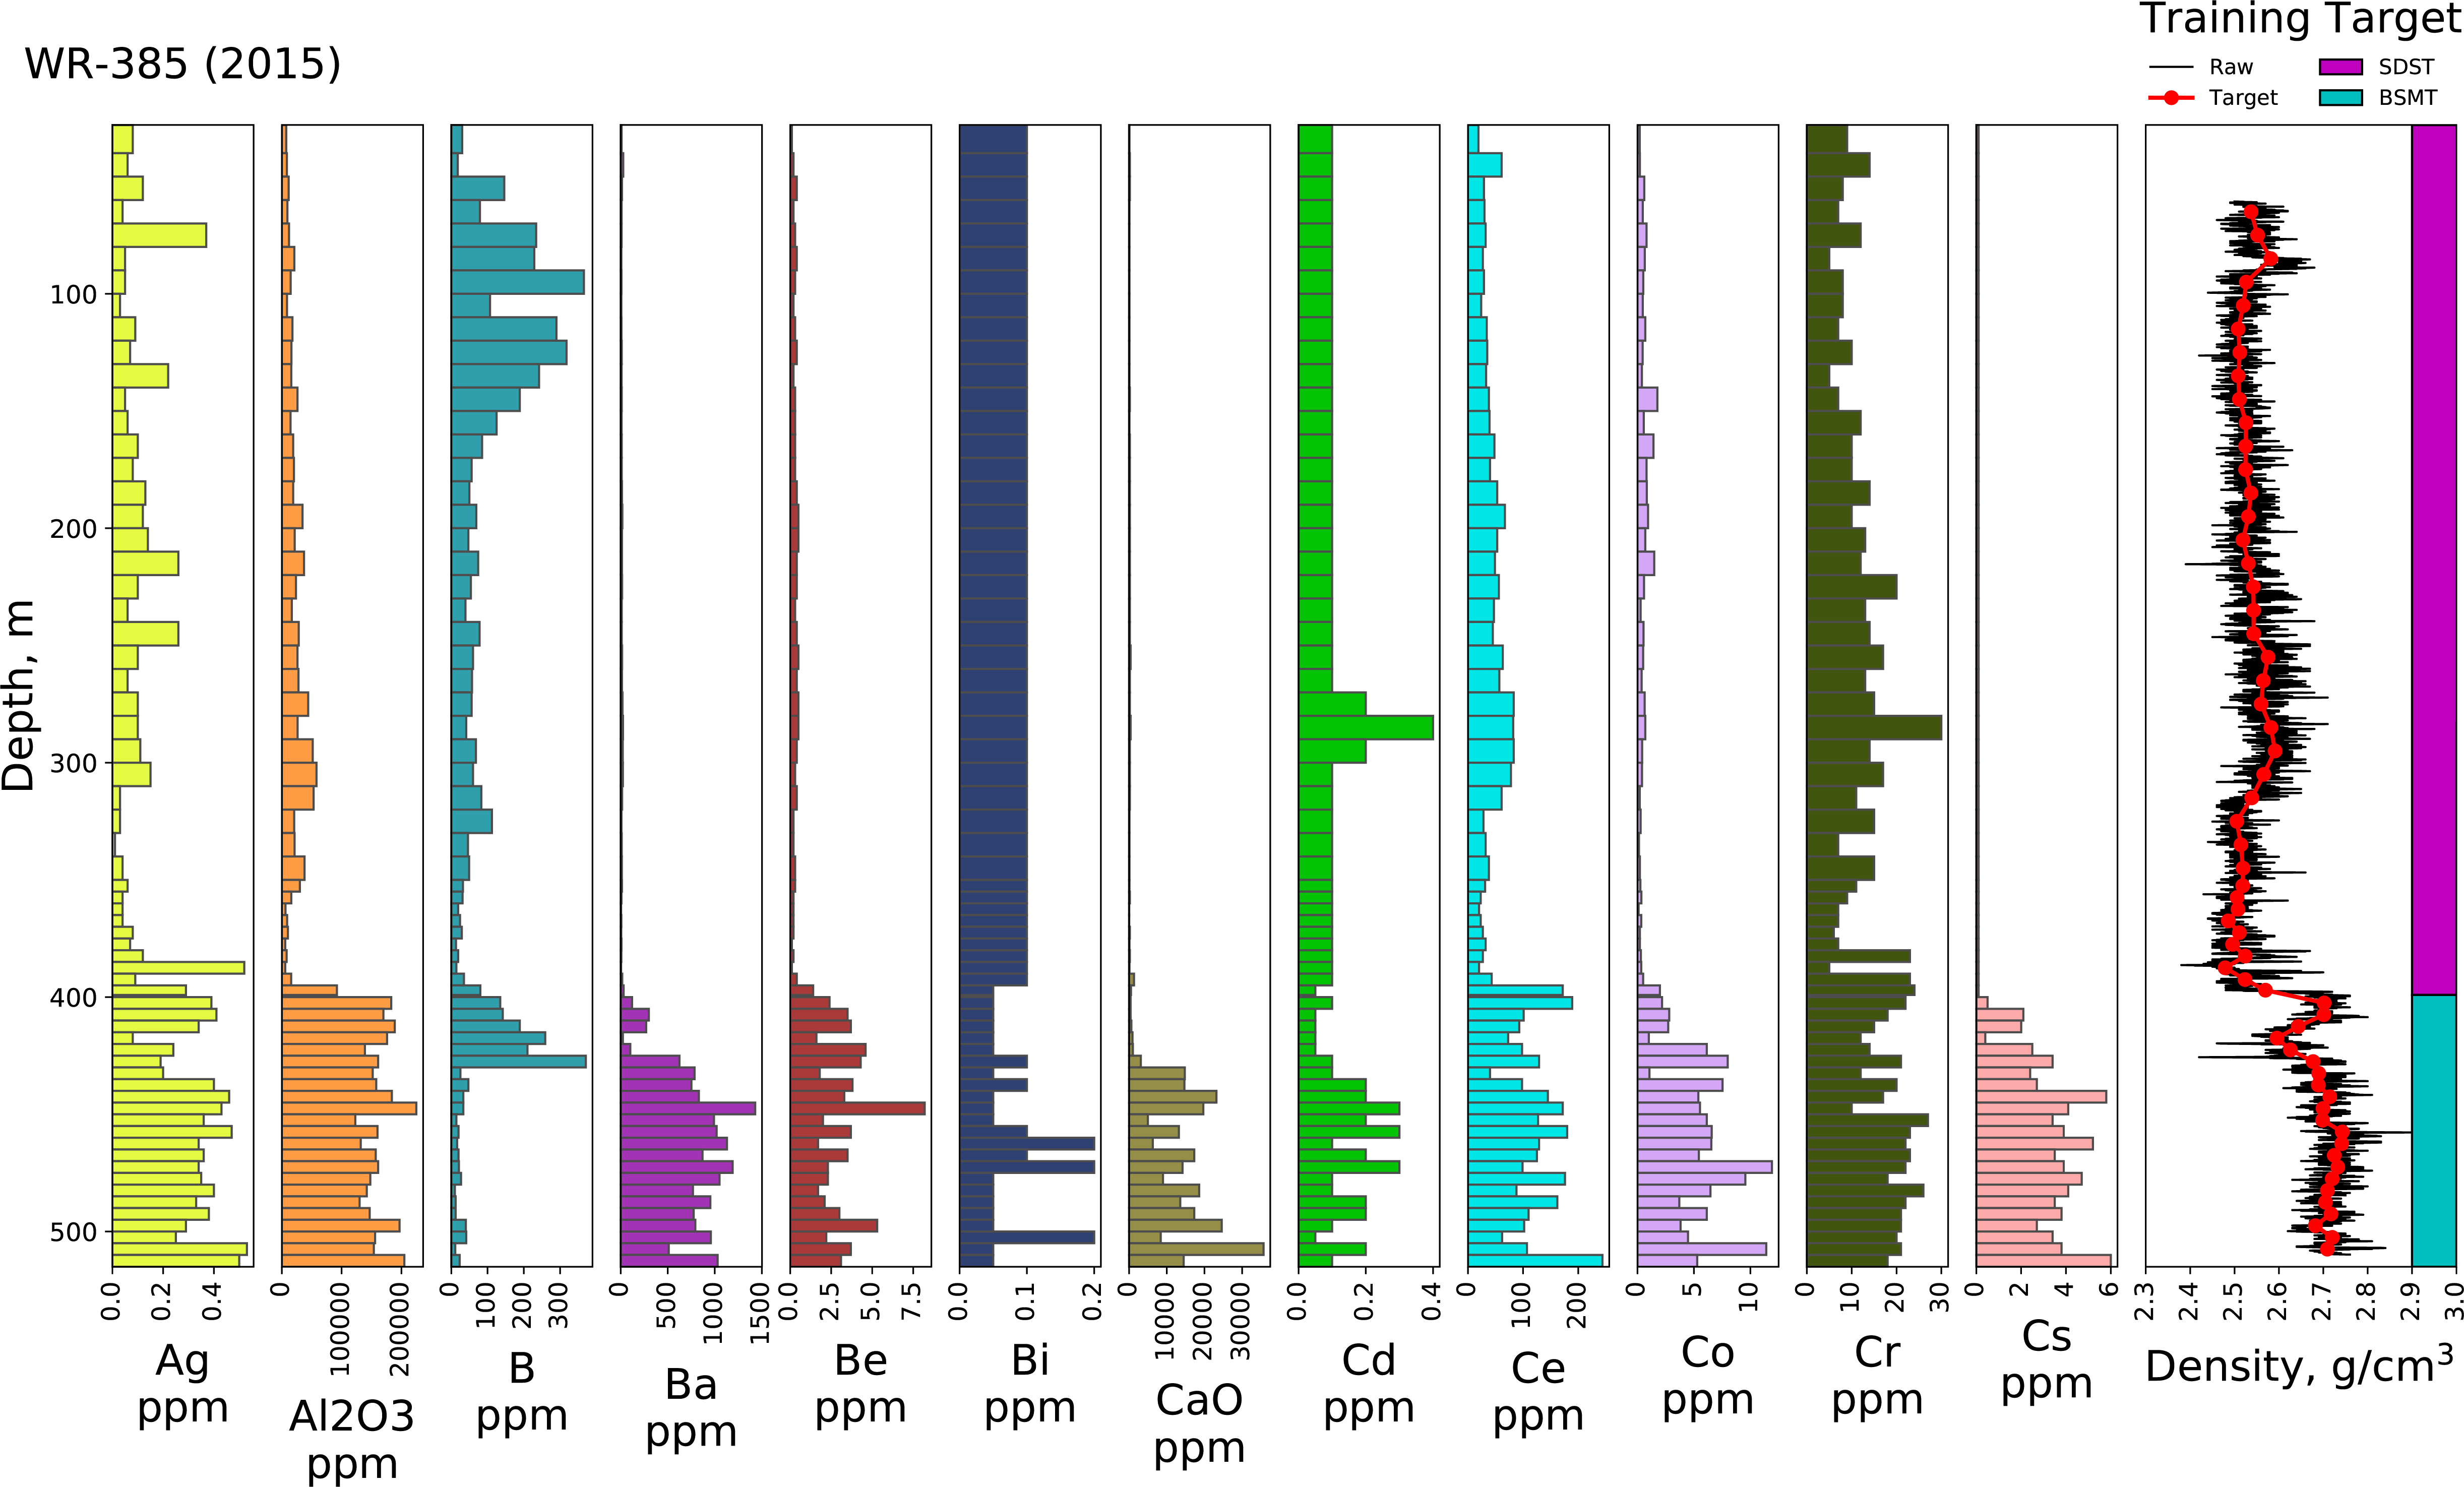 Training Target
WR-385 (2015)
Raw
SDST
Target
BSMT
Depth, m
100
200
300
400
500
0.0 0.2 0.4
0 100000 200000
0 100 200 300
0 500 1000 1500
0.0 2.5 5.0 7.5
0.0 0.1 0.2
0 100000 200000 300000
0.0 0.2 0.4
0 100 200
0 5 10
0 10 20 30
0 2 4 6
2.3 2.4 2.5 2.6 2.7 2.8 2.9 3.0
Ag
ppm
Al2O3
ppm
B
ppm
Ba
ppm
Be
ppm
Bi
ppm
CaO
ppm
Cd
ppm
Ce
ppm
Co
ppm
Cr
ppm
Cs
ppm
Density, g/cm³